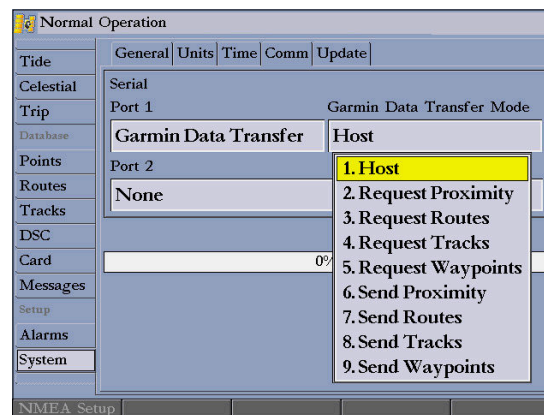 Normal Operation
General Units Time Comm Update
Tide
Celestial
Trip
Database
Points
Routes
Tracks
DSC
Card
Messages
Setup
Alarms
System
Serial
Port 1 Garmin Data Transfer Mode
Garmin Data Transfer Host
Port 2
None
1. Host
2. Request Proximity
3. Request Routes
4. Request Tracks
5. Request Waypoints
6. Send Proximity
7. Send Routes
8. Send Tracks
9. Send Waypoints
0%
NMEA Setup